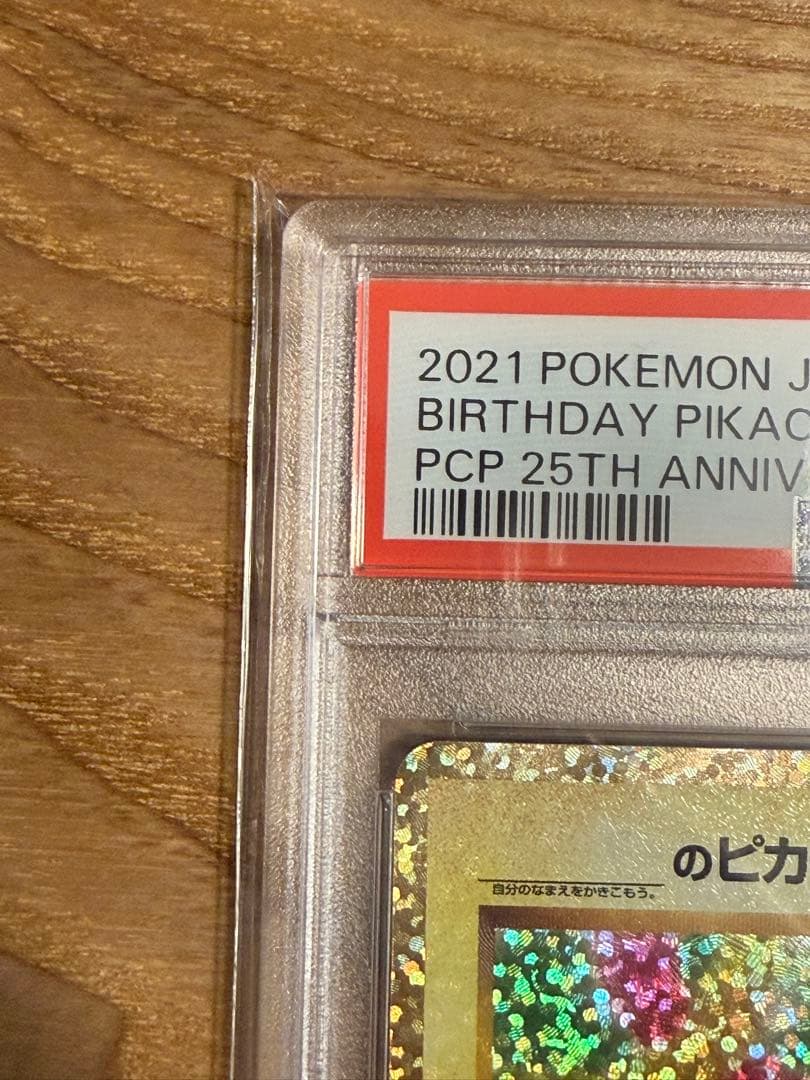 2021 POKEMON J
BIRTHDAY PIKAC
PCP 25TH ANNIV
のピカ
自分のなまえをかきこもう。